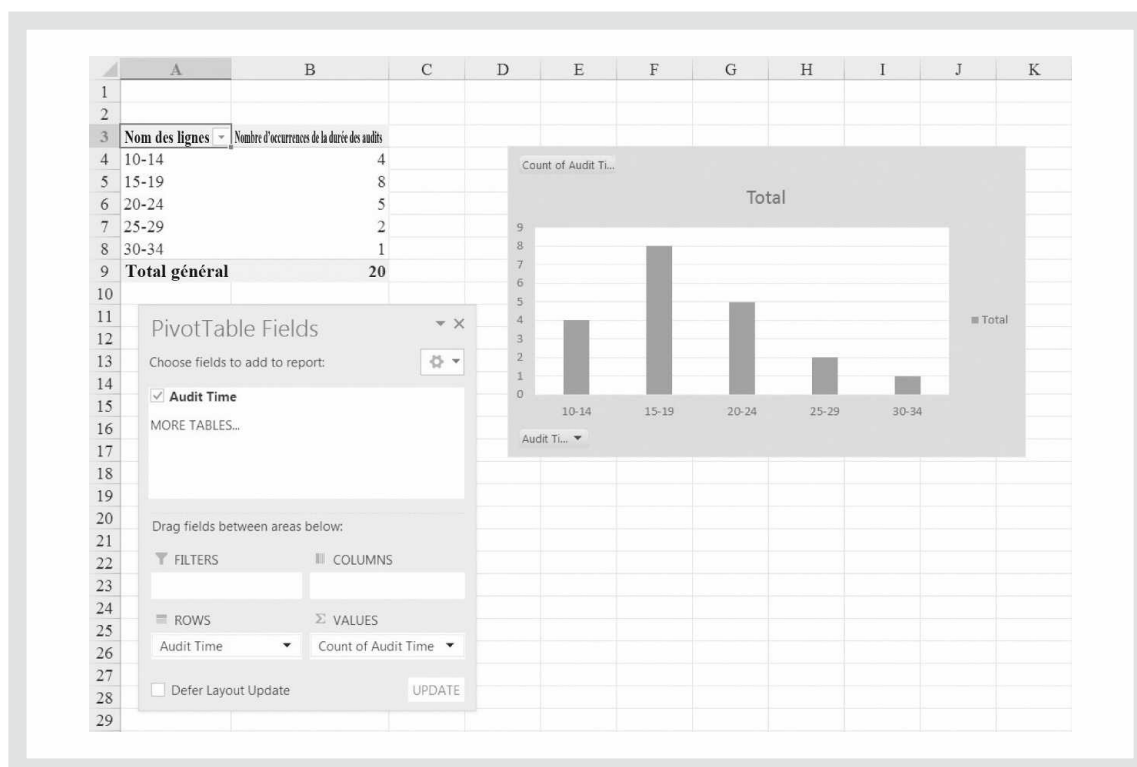 A B C D E F G H I J K
1
2
3 Nom des lignes Nombre d'occurrences de la durée des audits
4 10-14 4
5 15-19 8
6 20-24 5
7 25-29 2
8 30-34 1
9 Total général 20
10
11
12
13
14
15
16
17
18
19
20
21
22
23
24
25
26
27
28
29
PivotTable Fields
Choose fields to add to report:
Audit Time
MORE TABLES...
Drag fields between areas below:
FILTERS COLUMNS
ROWS Σ VALUES
Audit Time Count of Audit Time
Defer Layout Update UPDATE
Count of Audit Ti...
Total
9
8
7
6
5
4
3
2
1
0
10-14 15-19 20-24 25-29 30-34
Total
Audit Ti...